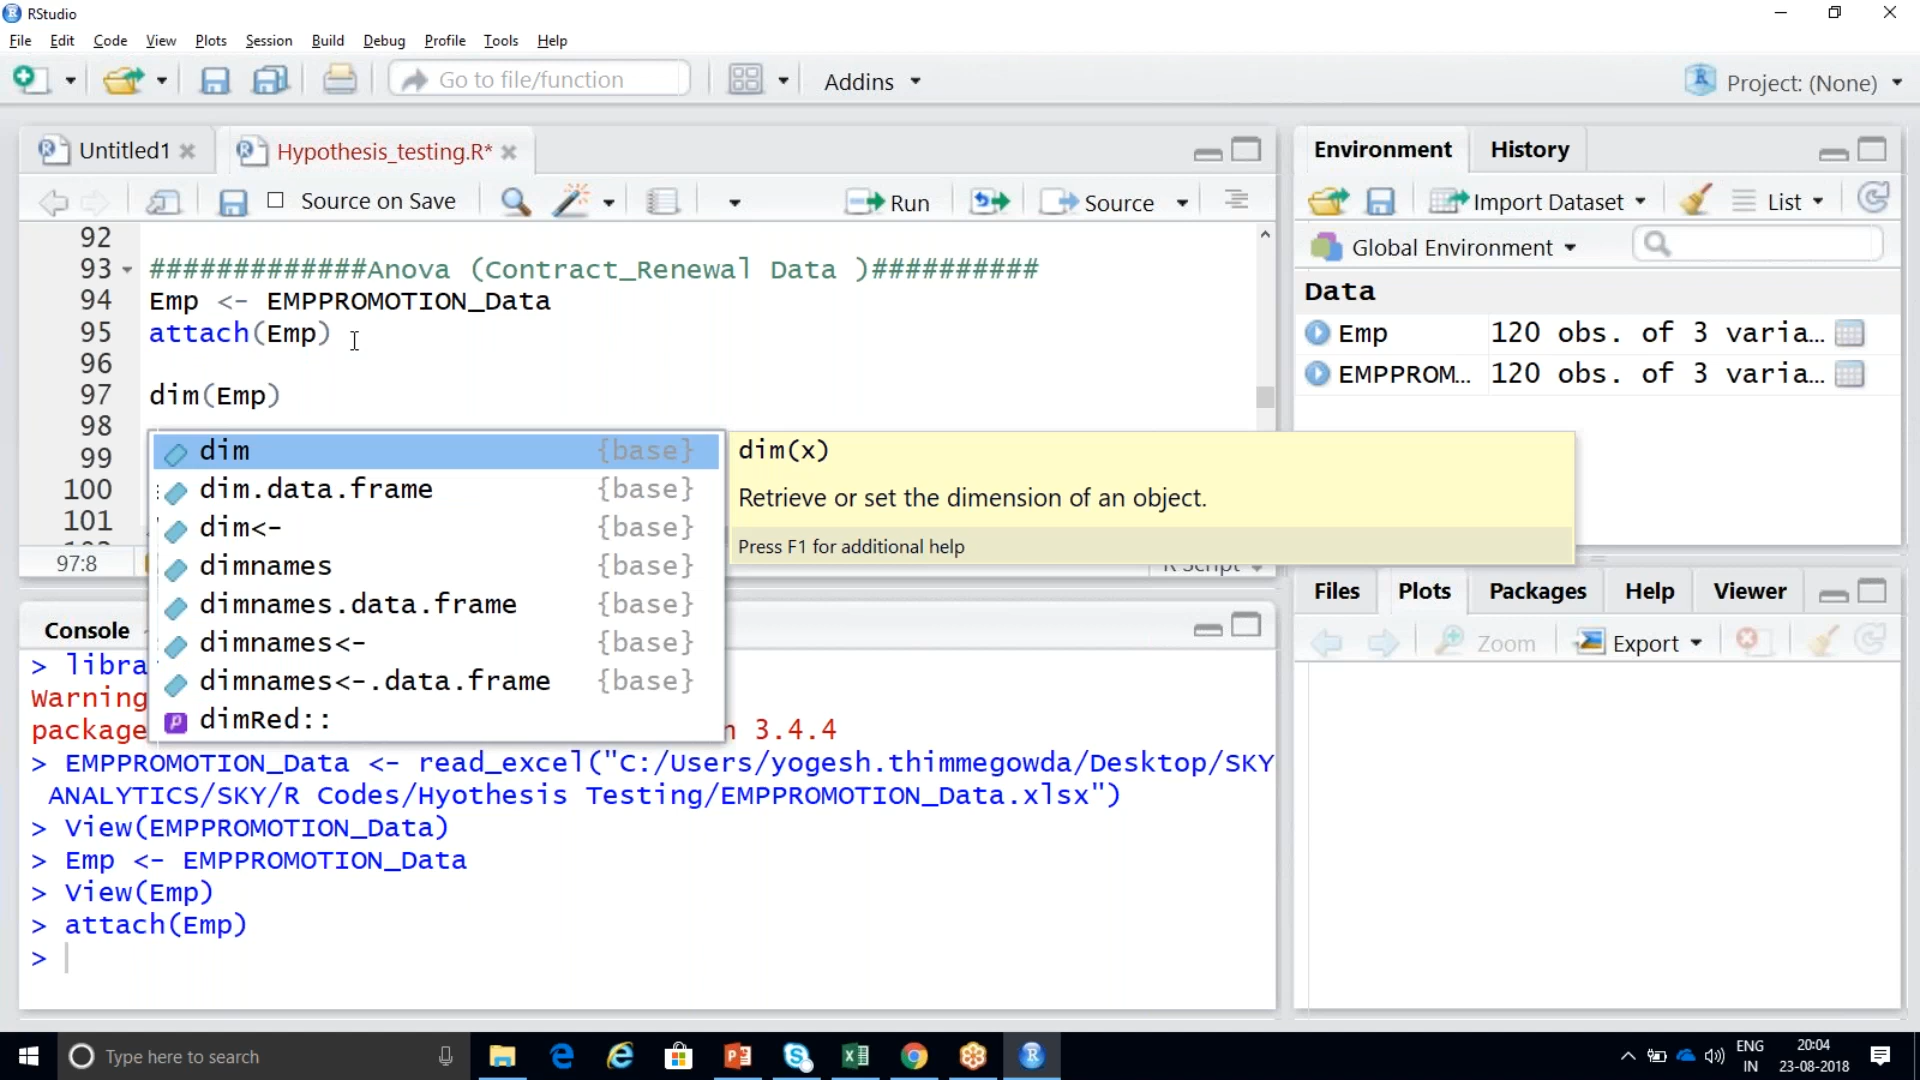 RStudio
File Edit Code View Plots Session Build Debug Profile Tools Help
Go to file/function Addins Project: (None)
Untitled1 Hypothesis_testing.R*
Source on Save Run Source
92
93 #############Anova (Contract_Renewal Data )##########
94 Emp <- EMPPROMOTION_Data
95 attach(Emp)
96
97 dim(Emp)
98
99
100
101
97:8
dim {base}
dim.data.frame {base}
dim<- {base}
dimnames {base}
dimnames.data.frame {base}
dimnames<- {base}
dimnames<-.data.frame {base}
dimRed::
dim(x)
Retrieve or set the dimension of an object.
Press F1 for additional help
Console
> libra
Warning
package 3.4.4
> EMPPROMOTION_Data <- read_excel("C:/Users/yogesh.thimmegowda/Desktop/SKY
ANALYTICS/SKY/R Codes/Hyothesis Testing/EMPPROMOTION_Data.xlsx")
> View(EMPPROMOTION_Data)
> Emp <- EMPPROMOTION_Data
> View(Emp)
> attach(Emp)
>
Environment History
Import Dataset List
Global Environment
Data
Emp 120 obs. of 3 varia...
EMPPROM... 120 obs. of 3 varia...
Files Plots Packages Help Viewer
Zoom Export
Type here to search
ENG
IN
20:04
23-08-2018